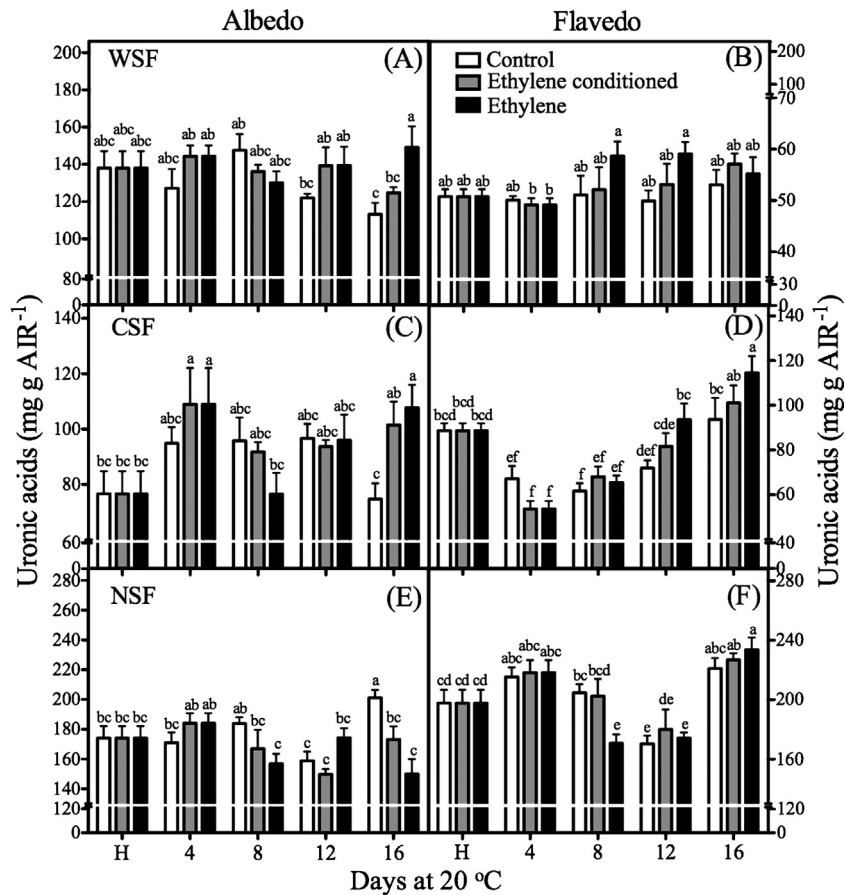 Albedo
Flavedo
WSF
(A)
(B)
Control
Ethylene conditioned
Ethylene
200
180
160
140
120
100
80
0
200
100
70
60
50
40
30
0
abc abc abc
abc ab ab
ab abc abc
bc ab ab
c abc a
ab ab ab
ab b b
ab ab a
ab ab a
ab ab ab
CSF
(C)
(D)
140
120
100
80
60
0
140
120
100
80
60
40
0
bc bc bc
abc a a
abc abc bc
abc abc abc
c ab a
bcd bcd bcd
ef f f
f ef ef
def cde bc
bc ab a
NSF
(E)
(F)
280
260
240
220
200
180
160
140
120
0
280
240
200
160
120
0
bc bc bc
bc ab ab
ab bc c
c c bc
a bc c
cd cd cd
abc abc abc
bc bcd e
e de e
abc ab a
H 4 8 12 16
H 4 8 12 16
Uronic acids (mg g AIR⁻¹)
Uronic acids (mg g AIR⁻¹)
Days at 20 °C